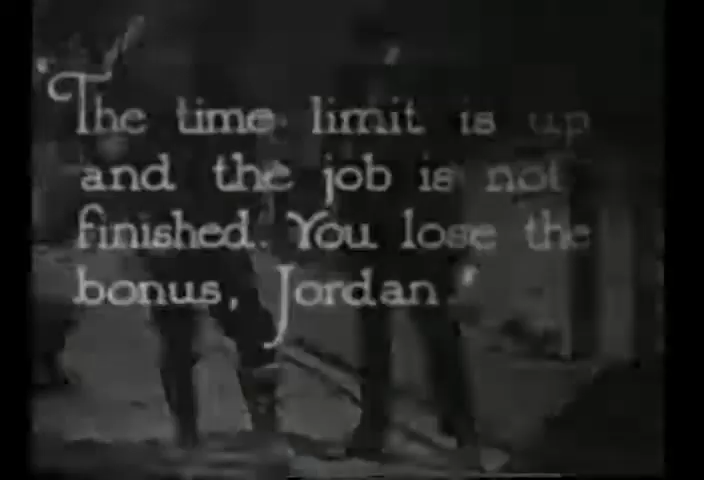 "The time limit is up
and the job is not
finished. You lose the
bonus, Jordan."